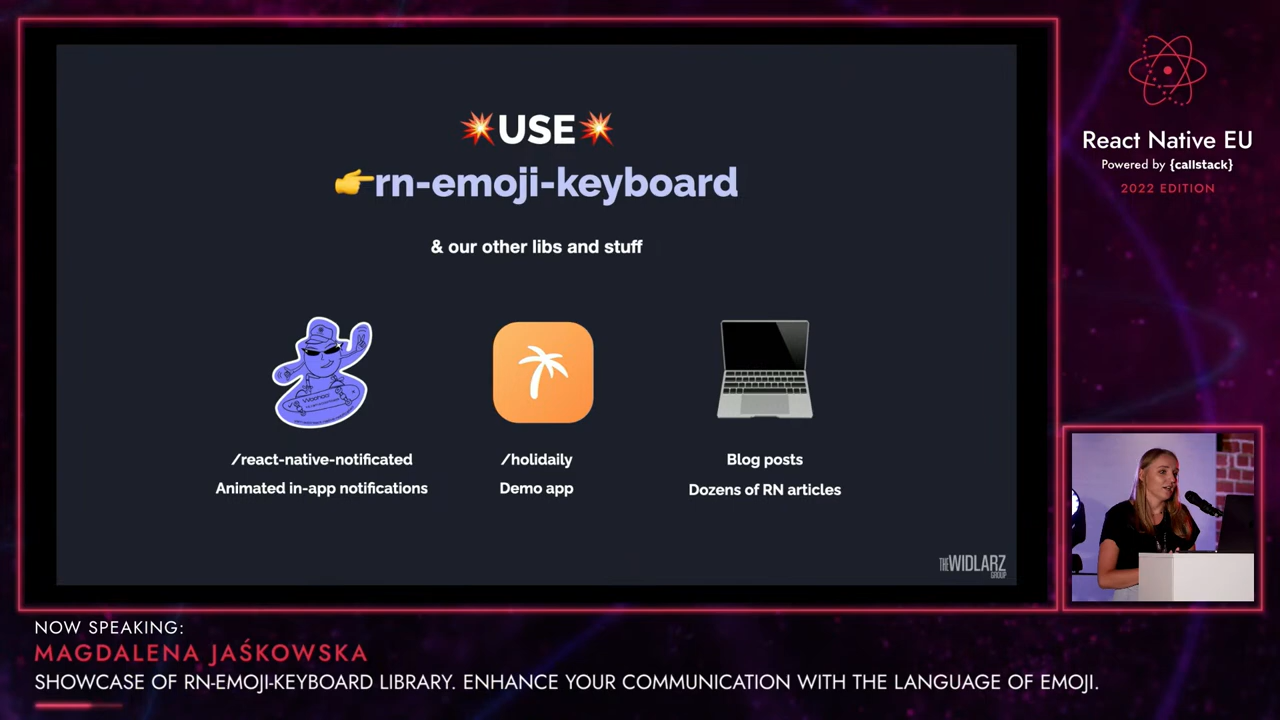 💥USE💥
👉rn-emoji-keyboard
& our other libs and stuff
/react-native-notificated
Animated in-app notifications
/holidaily
Demo app
Blog posts
Dozens of RN articles
THE WIDLARZ GROUP
React Native EU
Powered by {callstack}
2022 EDITION
NOW SPEAKING:
MAGDALENA JAŚKOWSKA
SHOWCASE OF RN-EMOJI-KEYBOARD LIBRARY. ENHANCE YOUR COMMUNICATION WITH THE LANGUAGE OF EMOJI.